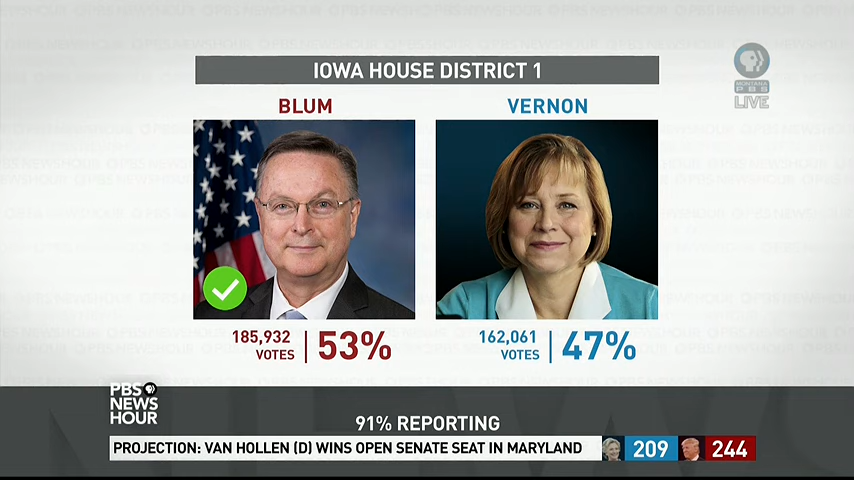 IOWA HOUSE DISTRICT 1
MONTANA
PBS
LIVE
BLUM
VERNON
185,932
VOTES
53%
162,061
VOTES
47%
PBS
NEWS
HOUR
91% REPORTING
PROJECTION: VAN HOLLEN (D) WINS OPEN SENATE SEAT IN MARYLAND
209
244